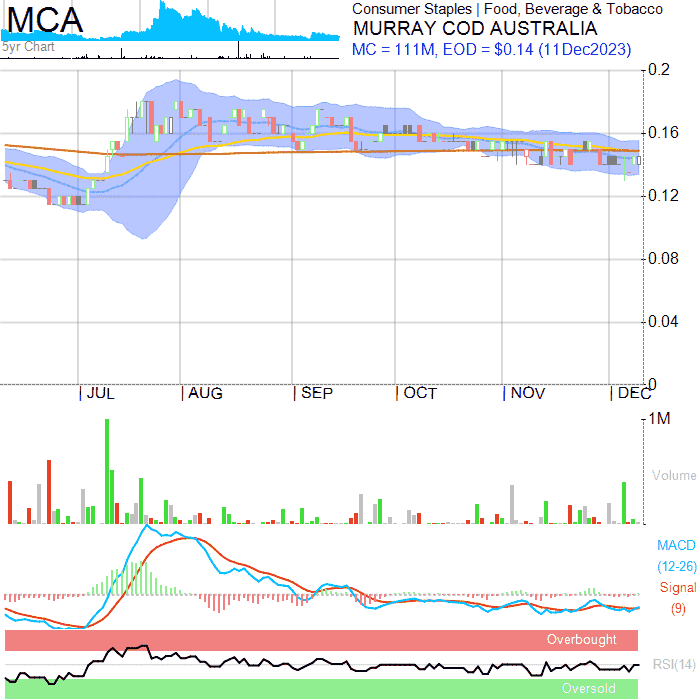 MCA
5yr Chart
Consumer Staples | Food, Beverage & Tobacco
MURRAY COD AUSTRALIA
MC = 111M, EOD = $0.14 (11Dec2023)
0.2
0.16
0.12
0.08
0.04
0
JUL AUG SEP OCT NOV DEC
1M
Volume
MACD
(12-26)
Signal
(9)
Overbought
RSI(14)
Oversold